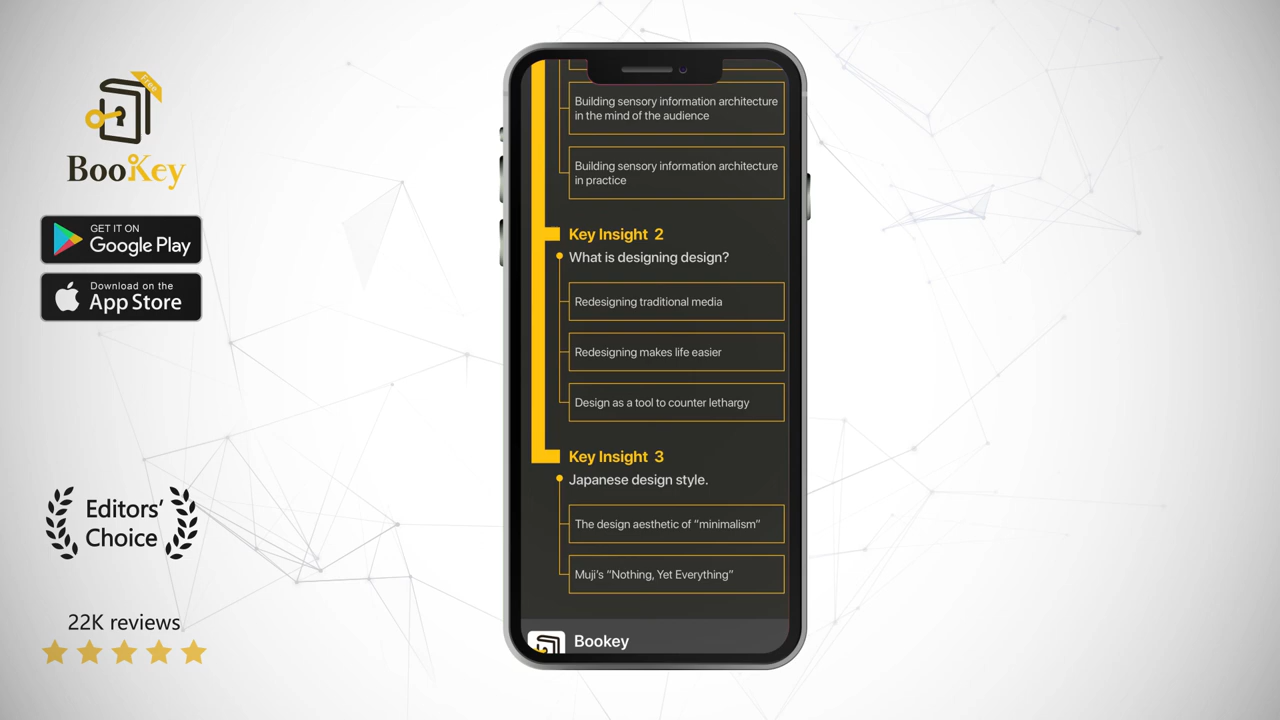 Free
BooKey
GET IT ON
Google Play
Download on the
App Store
Editors’
Choice
22K reviews
Building sensory information architecture
in the mind of the audience
Building sensory information architecture
in practice
Key Insight 2
What is designing design?
Redesigning traditional media
Redesigning makes life easier
Design as a tool to counter lethargy
Key Insight 3
Japanese design style.
The design aesthetic of “minimalism”
Muji’s “Nothing, Yet Everything”
Bookey